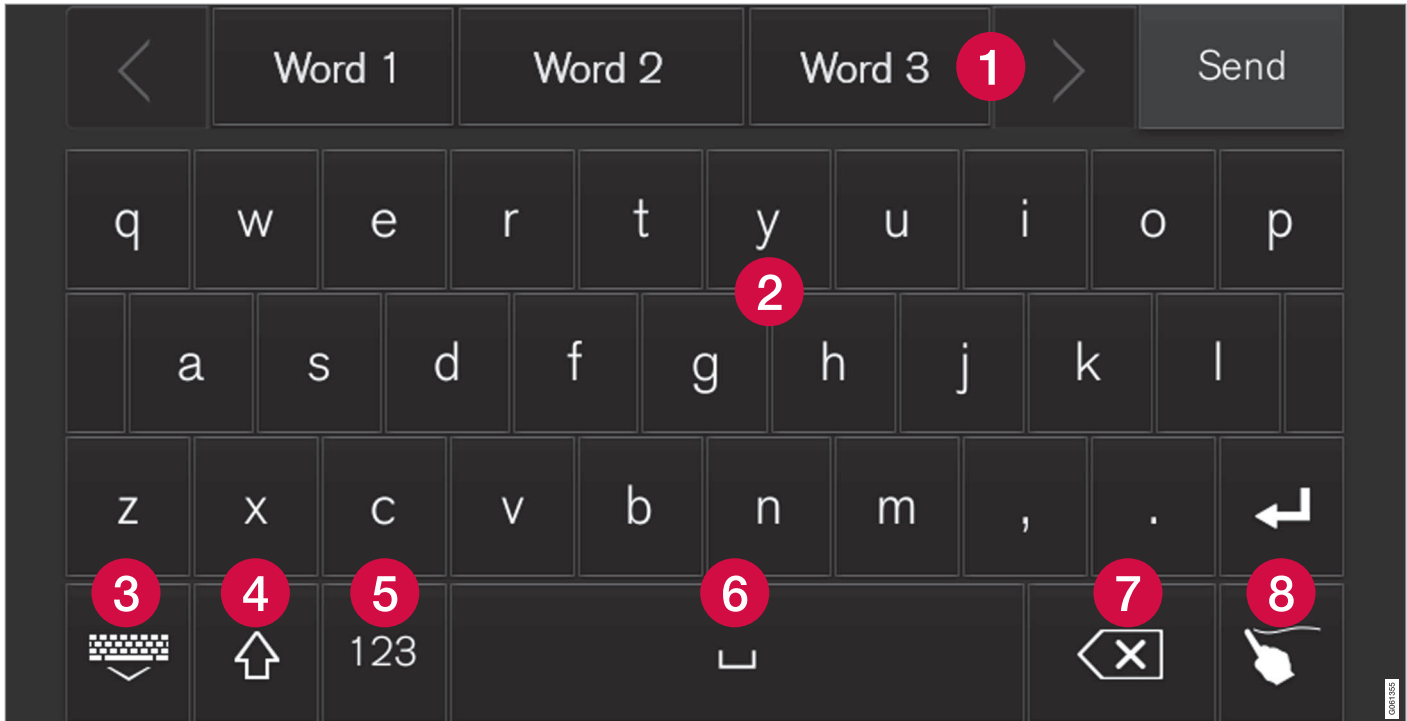 Word 1 Word 2 Word 3 1 Send
q w e r t y u i o p
2
a s d f g h j k l
z x c v b n m , .
3 4 5 6 7 8
123
G061355